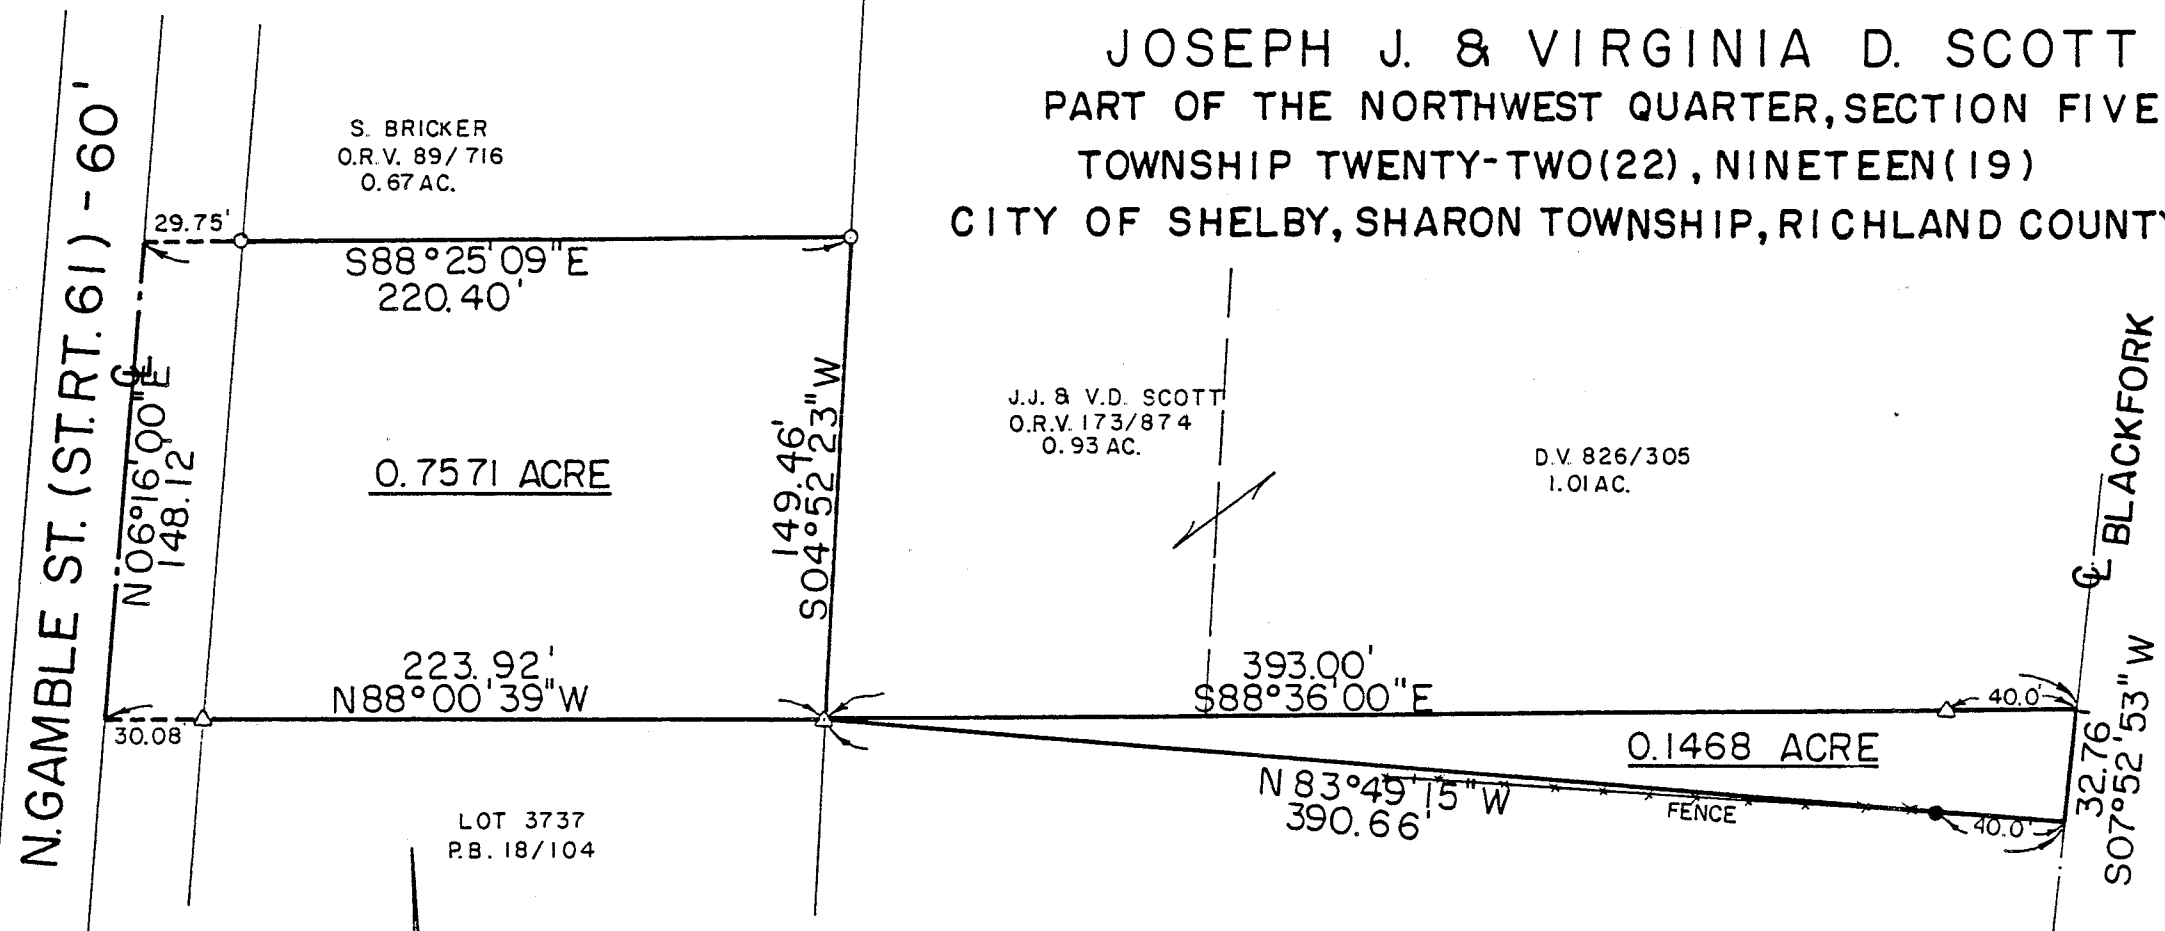 JOSEPH J. & VIRGINIA D. SCOTT
PART OF THE NORTHWEST QUARTER, SECTION FIVE
TOWNSHIP TWENTY-TWO(22), NINETEEN(19)
CITY OF SHELBY, SHARON TOWNSHIP, RICHLAND COUNTY
N. GAMBLE ST. (ST. RT. 61) - 60'
S. BRICKER
O.R.V. 89/716
0.67 AC.
29.75'
S88°25'09"E
220.40'
℄
N06°16'00"E
148.12'
0.7571 ACRE
149.46'
S04°52'23"W
J.J. & V.D. SCOTT
O.R.V. 173/874
0.93 AC.
D.V. 826/305
1.01 AC.
℄ BLACKFORK
223.92'
N88°00'39"W
30.08'
393.00'
S88°36'00"E
40.0'
0.1468 ACRE
32.76'
S07°52'53"W
N83°49'15"W
390.66'
FENCE
40.0'
LOT 3737
P.B. 18/104